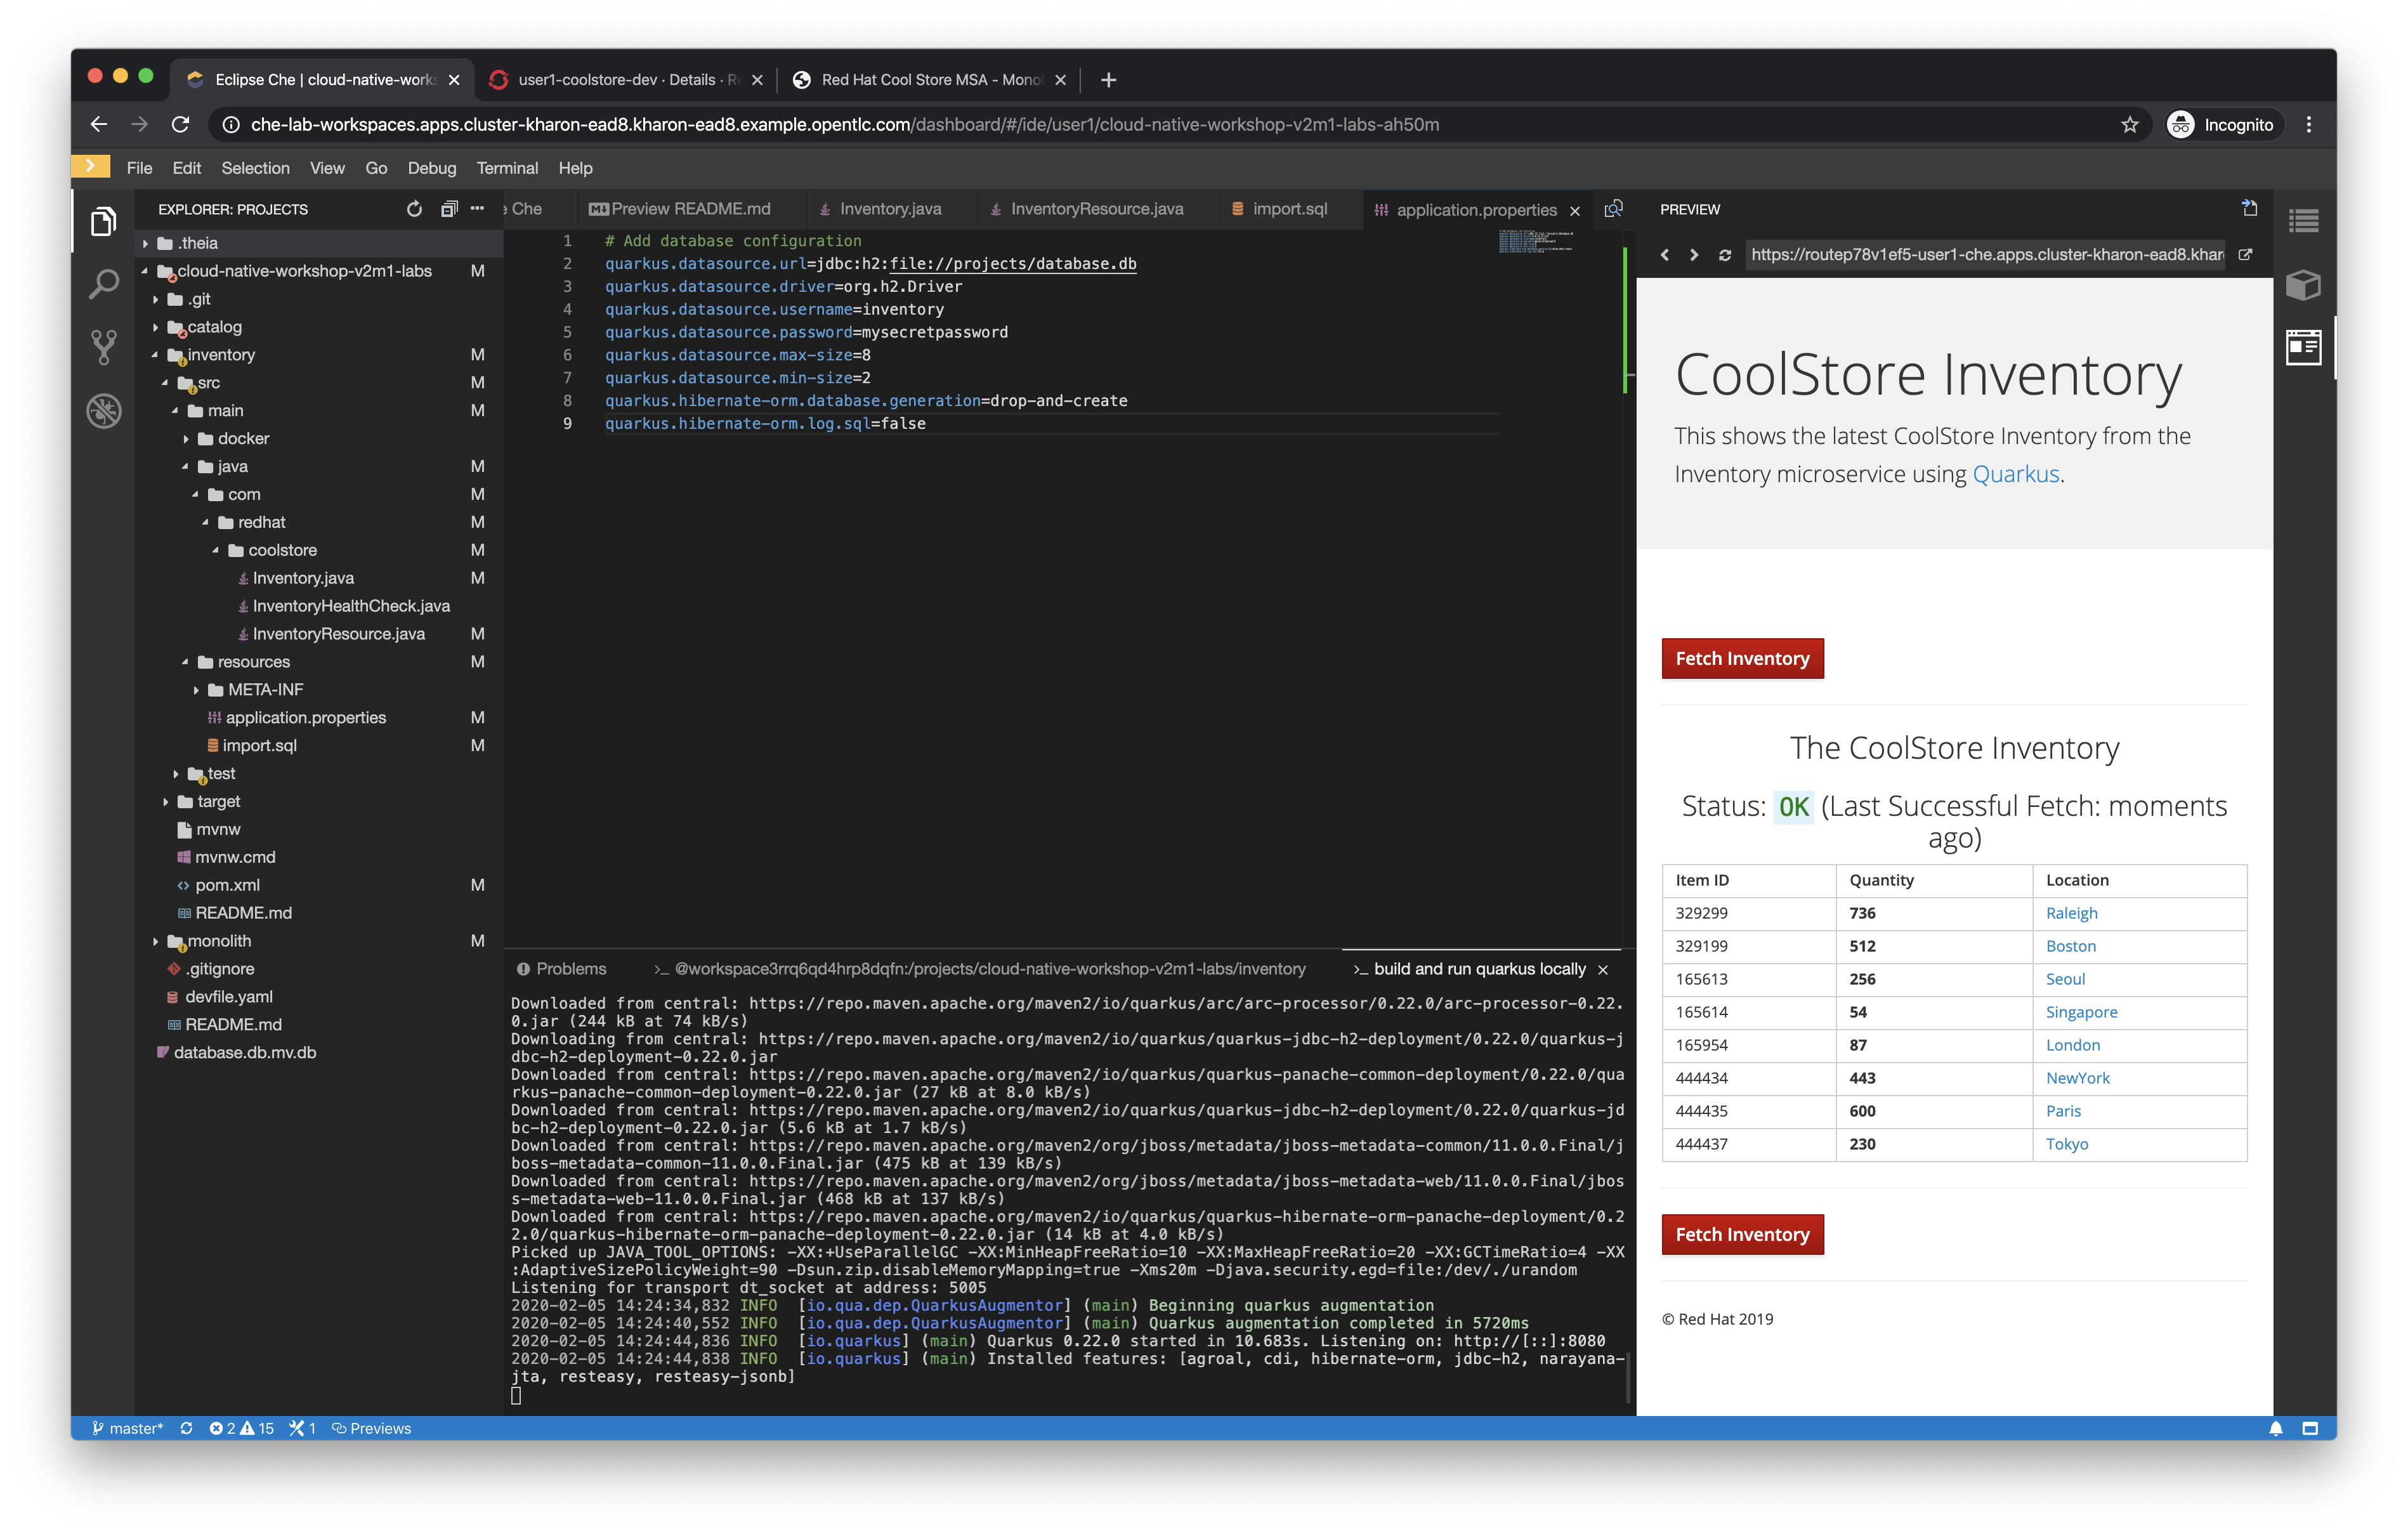 Eclipse Che | cloud-native-works
user1-coolstore-dev · Details · R
Red Hat Cool Store MSA - Mono
che-lab-workspaces.apps.cluster-kharon-ead8.kharon-ead8.example.opentlc.com/dashboard/#/ide/user1/cloud-native-workshop-v2m1-labs-ah50m
Incognito
File Edit Selection View Go Debug Terminal Help
EXPLORER: PROJECTS
.theia
cloud-native-workshop-v2m1-labs M
.git
catalog
inventory M
src M
main M
docker
java M
com M
redhat M
coolstore M
Inventory.java M
InventoryHealthCheck.java
InventoryResource.java M
resources M
META-INF
application.properties M
import.sql M
test
target
mvnw
mvnw.cmd
pom.xml M
README.md
monolith M
.gitignore
devfile.yaml
README.md
database.db.mv.db
Che
Preview README.md
Inventory.java
InventoryResource.java
import.sql
application.properties
1 # Add database configuration
2 quarkus.datasource.url=jdbc:h2:file://projects/database.db
3 quarkus.datasource.driver=org.h2.Driver
4 quarkus.datasource.username=inventory
5 quarkus.datasource.password=mysecretpassword
6 quarkus.datasource.max-size=8
7 quarkus.datasource.min-size=2
8 quarkus.hibernate-orm.database.generation=drop-and-create
9 quarkus.hibernate-orm.log.sql=false
Problems
>_ @workspace3rrq6qd4hrp8dqfn:/projects/cloud-native-workshop-v2m1-labs/inventory
>_ build and run quarkus locally
Downloaded from central: https://repo.maven.apache.org/maven2/io/quarkus/arc/arc-processor/0.22.0/arc-processor-0.22.
0.jar (244 kB at 74 kB/s)
Downloading from central: https://repo.maven.apache.org/maven2/io/quarkus/quarkus-jdbc-h2-deployment/0.22.0/quarkus-j
dbc-h2-deployment-0.22.0.jar
Downloaded from central: https://repo.maven.apache.org/maven2/io/quarkus/quarkus-panache-common-deployment/0.22.0/qua
rkus-panache-common-deployment-0.22.0.jar (27 kB at 8.0 kB/s)
Downloaded from central: https://repo.maven.apache.org/maven2/io/quarkus/quarkus-jdbc-h2-deployment/0.22.0/quarkus-jd
bc-h2-deployment-0.22.0.jar (5.6 kB at 1.7 kB/s)
Downloaded from central: https://repo.maven.apache.org/maven2/org/jboss/metadata/jboss-metadata-common/11.0.0.Final/j
boss-metadata-common-11.0.0.Final.jar (475 kB at 139 kB/s)
Downloaded from central: https://repo.maven.apache.org/maven2/org/jboss/metadata/jboss-metadata-web/11.0.0.Final/jbos
s-metadata-web-11.0.0.Final.jar (468 kB at 137 kB/s)
Downloaded from central: https://repo.maven.apache.org/maven2/io/quarkus/quarkus-hibernate-orm-panache-deployment/0.2
2.0/quarkus-hibernate-orm-panache-deployment-0.22.0.jar (14 kB at 4.0 kB/s)
Picked up JAVA_TOOL_OPTIONS: -XX:+UseParallelGC -XX:MinHeapFreeRatio=10 -XX:MaxHeapFreeRatio=20 -XX:GCTimeRatio=4 -XX
:AdaptiveSizePolicyWeight=90 -Dsun.zip.disableMemoryMapping=true -Xms20m -Djava.security.egd=file:/dev/./urandom
Listening for transport dt_socket at address: 5005
2020-02-05 14:24:34,832 INFO [io.qua.dep.QuarkusAugmentor] (main) Beginning quarkus augmentation
2020-02-05 14:24:40,552 INFO [io.qua.dep.QuarkusAugmentor] (main) Quarkus augmentation completed in 5720ms
2020-02-05 14:24:44,836 INFO [io.quarkus] (main) Quarkus 0.22.0 started in 10.683s. Listening on: http://[::]:8080
2020-02-05 14:24:44,838 INFO [io.quarkus] (main) Installed features: [agroal, cdi, hibernate-orm, jdbc-h2, narayana-
jta, resteasy, resteasy-jsonb]
PREVIEW
https://routep78v1ef5-user1-che.apps.cluster-kharon-ead8.khar
CoolStore Inventory
This shows the latest CoolStore Inventory from the
Inventory microservice using Quarkus.
Fetch Inventory
The CoolStore Inventory
Status: OK (Last Successful Fetch: moments
ago)
Item ID Quantity Location
329299 736 Raleigh
329199 512 Boston
165613 256 Seoul
165614 54 Singapore
165954 87 London
444434 443 NewYork
444435 600 Paris
444437 230 Tokyo
Fetch Inventory
© Red Hat 2019
master* 2 15 1 Previews